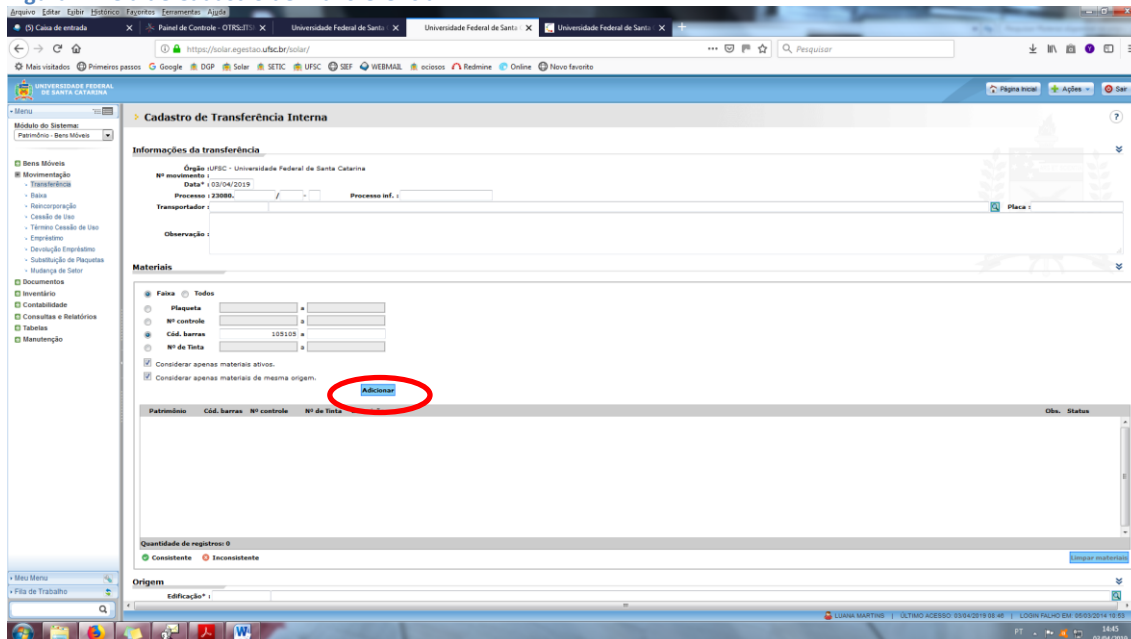 Arquivo Editar Exibir Histórico Favoritos Ferramentas Ajuda
(5) Caixa de entrada
Painel de Controle - OTRS::ITS
Universidade Federal de Santa
Universidade Federal de Santa
Universidade Federal de Santa
https://solar.egestao.ufsc.br/solar/
Pesquisar
Mais visitados Primeiros passos Google DGP Solar SETIC UFSC SIEF WEBMAIL ociosos Redmine Online Novo favorito
UNIVERSIDADE FEDERAL
DE SANTA CATARINA
Página Inicial Ações Sair
Menu
Módulo do Sistema:
Patrimônio - Bens Móveis
Bens Móveis
Movimentação
Transferência
Baixa
Reincorporação
Cessão de Uso
Término Cessão de Uso
Empréstimo
Devolução Empréstimo
Substituição de Plaquetas
Mudança de Setor
Documentos
Inventário
Contabilidade
Consultas e Relatórios
Tabelas
Manutenção
Meu Menu
Fila de Trabalho
Cadastro de Transferência Interna
Informações da transferência
Órgão : UFSC - Universidade Federal de Santa Catarina
Nº movimento :
Data* : 03/04/2019
Processo : 23080. / - Processo inf. :
Transportador : Placa :
Observação :
Materiais
Faixa Todos
Plaqueta a
Nº controle a
Cód. barras 105105 a
Nº de Tinta a
Considerar apenas materiais ativos.
Considerar apenas materiais de mesma origem.
Adicionar
Patrimônio Cód. barras Nº controle Nº de Tinta Obs. Status
Quantidade de registros: 0
Consistente Inconsistente
Limpar materiais
Origem
Edificação* :
LUANA MARTINS | ÚLTIMO ACESSO: 03/04/2019 08:46 | LOGIN FALHO EM: 05/03/2014 10:53
PT 14:45
03/04/2019